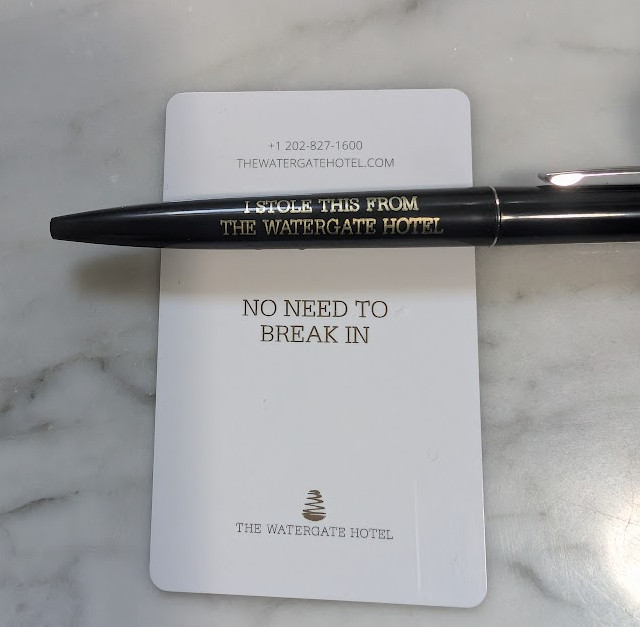 +1 202-827-1600
THEWATERGATEHOTEL.COM
I STOLE THIS FROM
THE WATERGATE HOTEL
NO NEED TO
BREAK IN
THE WATERGATE HOTEL